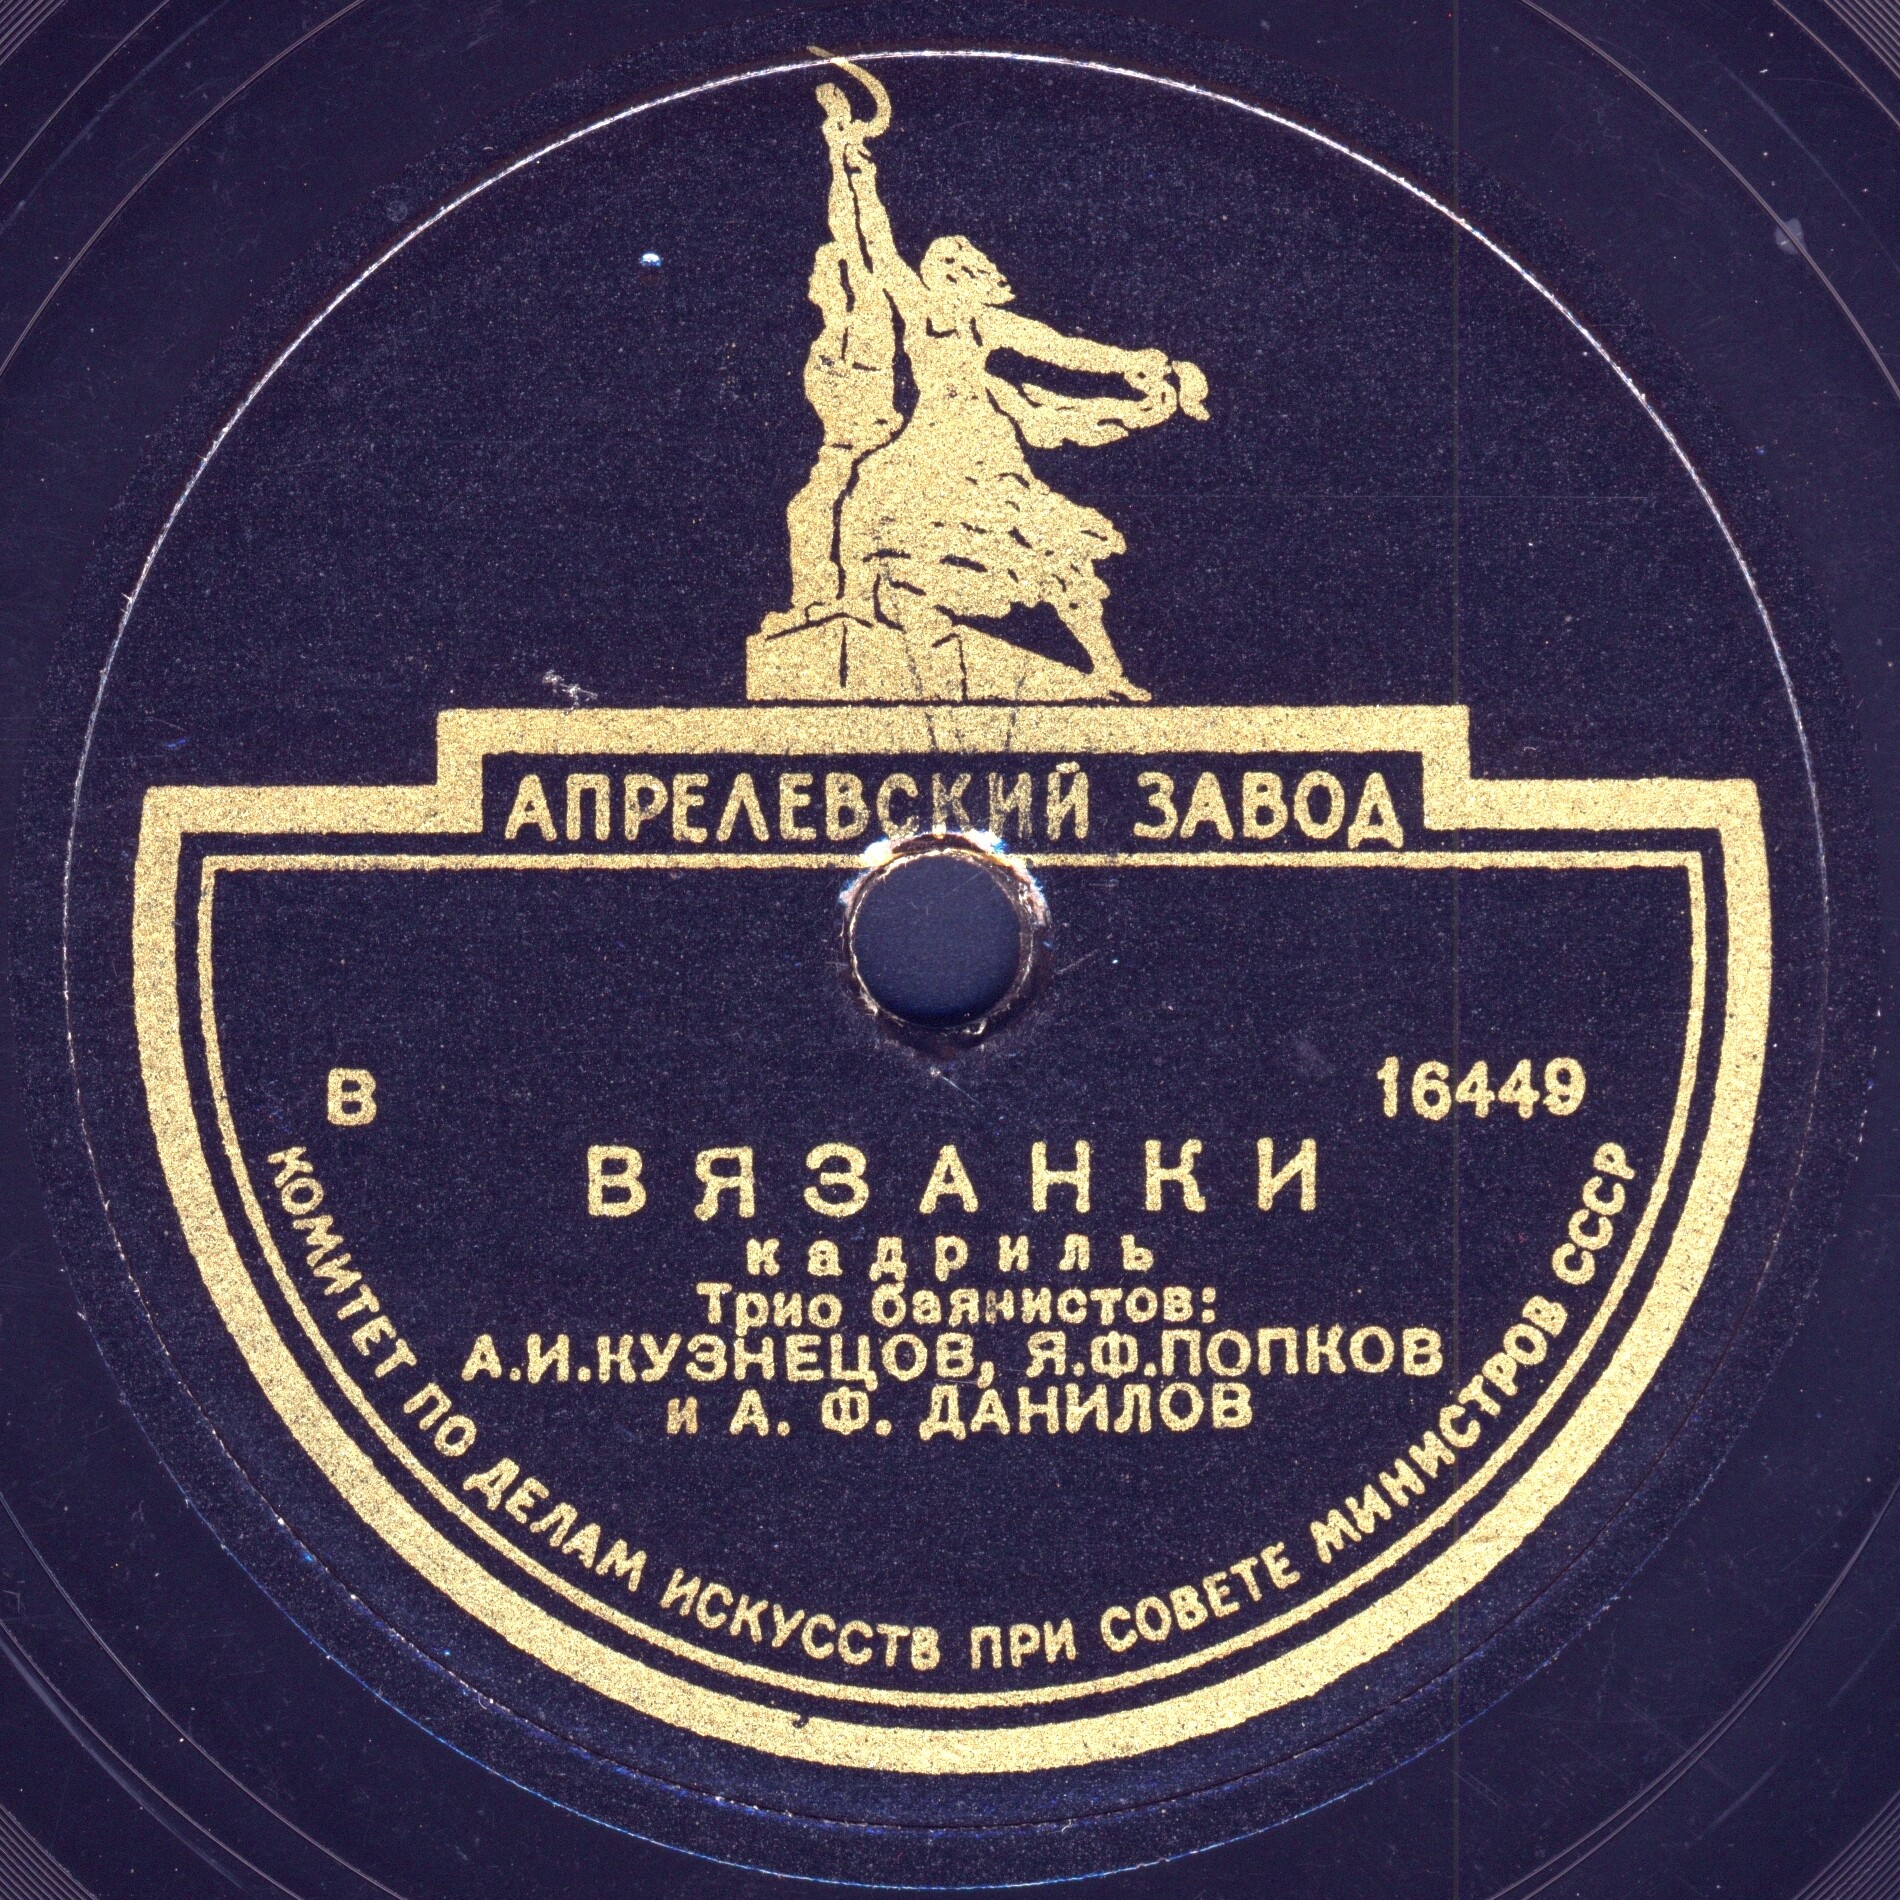 АПРЕЛЕВСКИЙ ЗАВОД
В 16449
ВЯЗАНКИ
кадриль
Трио баянистов:
А.И.КУЗНЕЦОВ, Я.Ф.ПОПКОВ
и А. Ф. ДАНИЛОВ
КОМИТЕТ ПО ДЕЛАМ ИСКУССТВ ПРИ СОВЕТЕ МИНИСТРОВ СССР